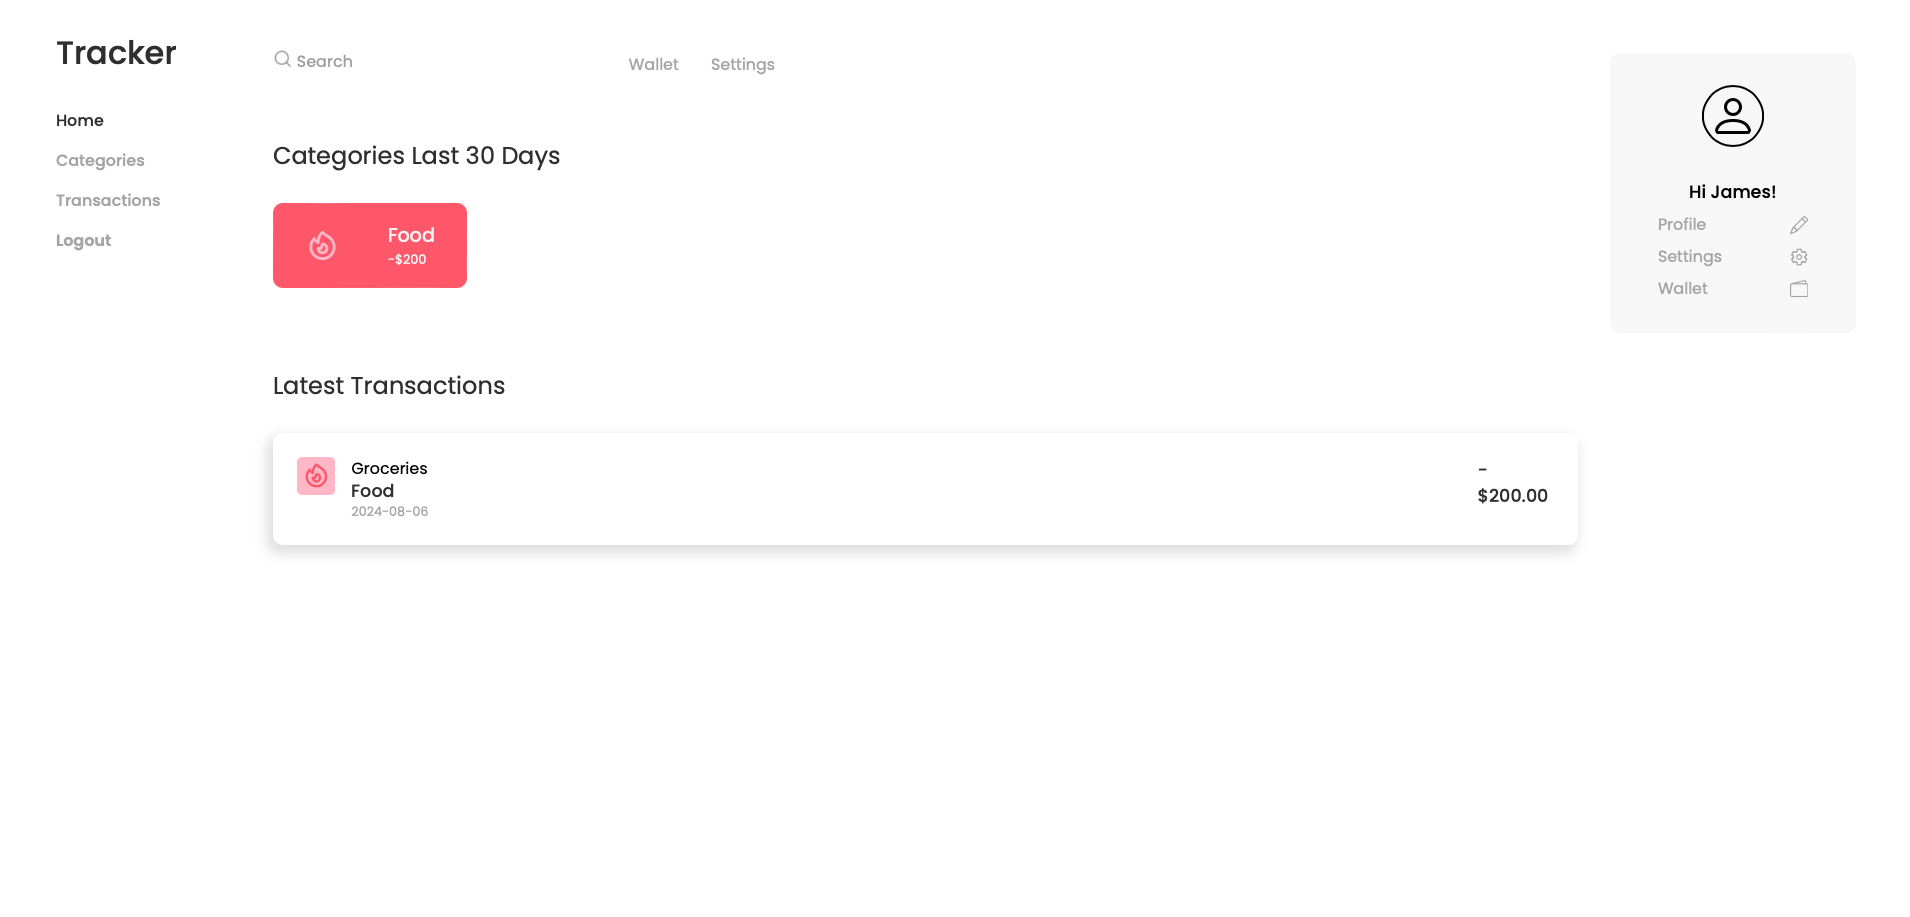 Tracker
Home
Categories
Transactions
Logout
Search
Wallet
Settings
Categories Last 30 Days
Food
-$200
Latest Transactions
Groceries
Food
2024-08-06
-
$200.00
Hi James!
Profile
Settings
Wallet